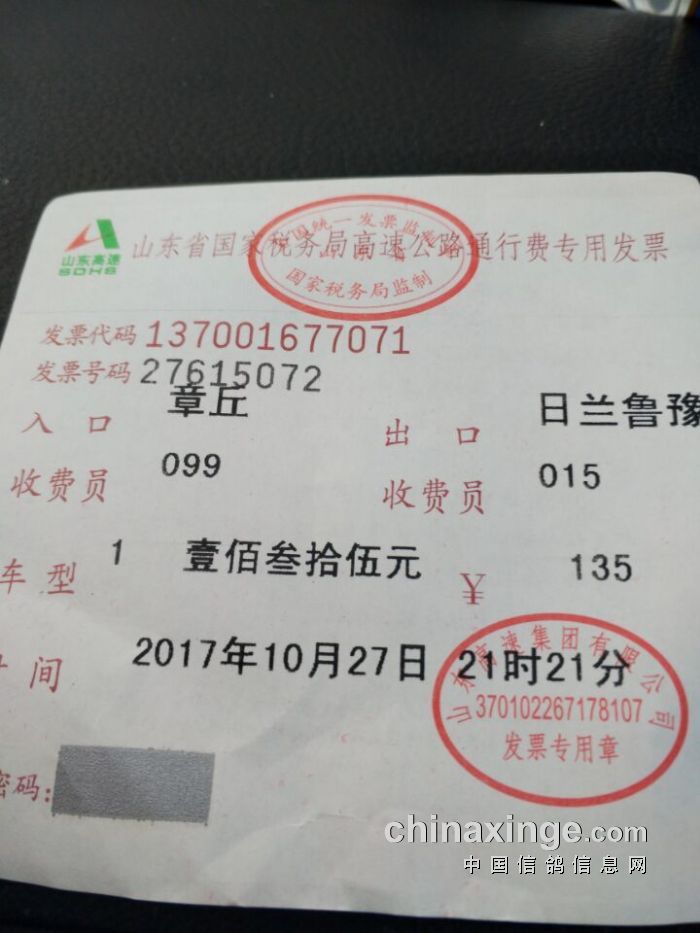 山东高速
SDHS
山东省国家税务局高速公路通行费专用发票
全国统一发票监制章
国家税务局监制
发票代码 137001677071
发票号码 27615072
入口 章丘 出口 日兰鲁豫
收费员 099 收费员 015
车型 1 壹佰叁拾伍元 ¥ 135
时间 2017年10月27日 21时21分
山东高速集团有限公司
370102267178107
发票专用章
密码:
chinaxinge.com
中国信鸽信息网